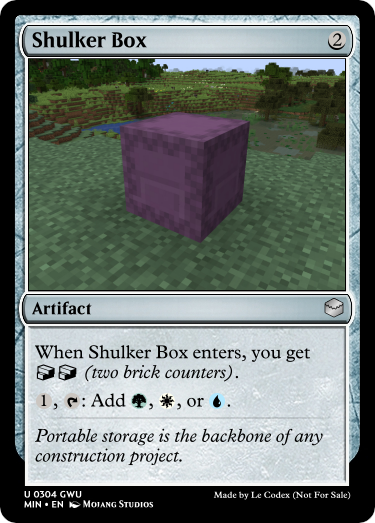 Shulker Box 2
Artifact
When Shulker Box enters, you get
(two brick counters).
1, : Add , , or .
Portable storage is the backbone of any
construction project.
U 0304 GWU
MIN • EN Mojang Studios
Made by Le Codex (Not For Sale)